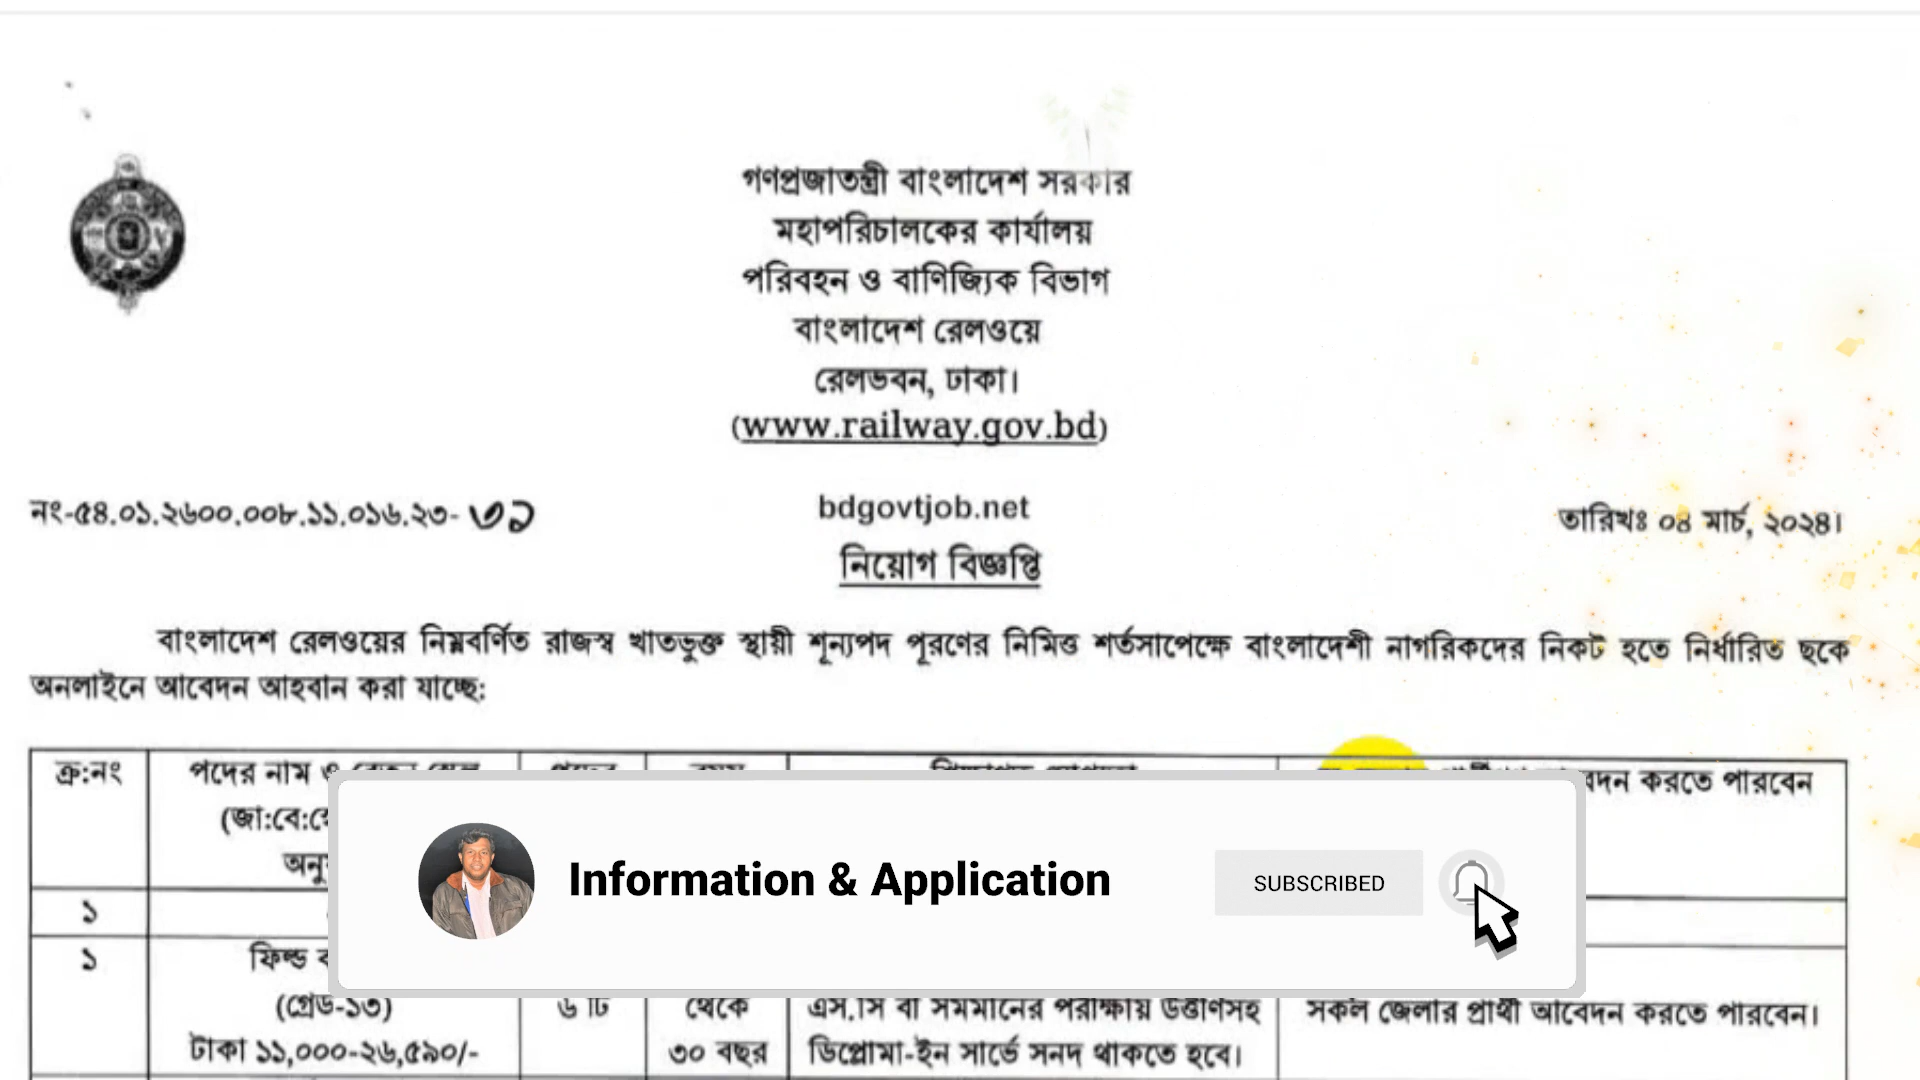 গণপ্রজাতন্ত্রী বাংলাদেশ সরকার
মহাপরিচালকের কার্যালয়
পরিবহন ও বাণিজ্যিক বিভাগ
বাংলাদেশ রেলওয়ে
রেলভবন, ঢাকা।
(www.railway.gov.bd)
নং-৫৪.০১.২৬০০.০০৮.১১.০১৬.২৩-৩১
bdgovtjob.net
তারিখঃ ০৪ মার্চ, ২০২৪।
নিয়োগ বিজ্ঞপ্তি
বাংলাদেশ রেলওয়ের নিম্নবর্ণিত রাজস্ব খাতভুক্ত স্থায়ী শূন্যপদ পূরণের নিমিত্ত শর্তসাপেক্ষে বাংলাদেশী নাগরিকদের নিকট হতে নির্ধারিত ছকে
অনলাইনে আবেদন আহবান করা যাচ্ছে:
ক্র:নং
পদের নাম ও
(জা:বে:
করতে পারবেন
১
১
ফিল্ড
(গ্রেড-১৩)
টাকা ১১,০০০-২৬,৫৯০/-
৬ টি
থেকে
৩০ বছর
এস.সি বা সমমানের পরীক্ষায় উত্তীর্ণসহ
ডিপ্লোমা-ইন সার্ভে সনদ থাকতে হবে।
সকল জেলার প্রার্থী আবেদন করতে পারবেন।
Information & Application
SUBSCRIBED